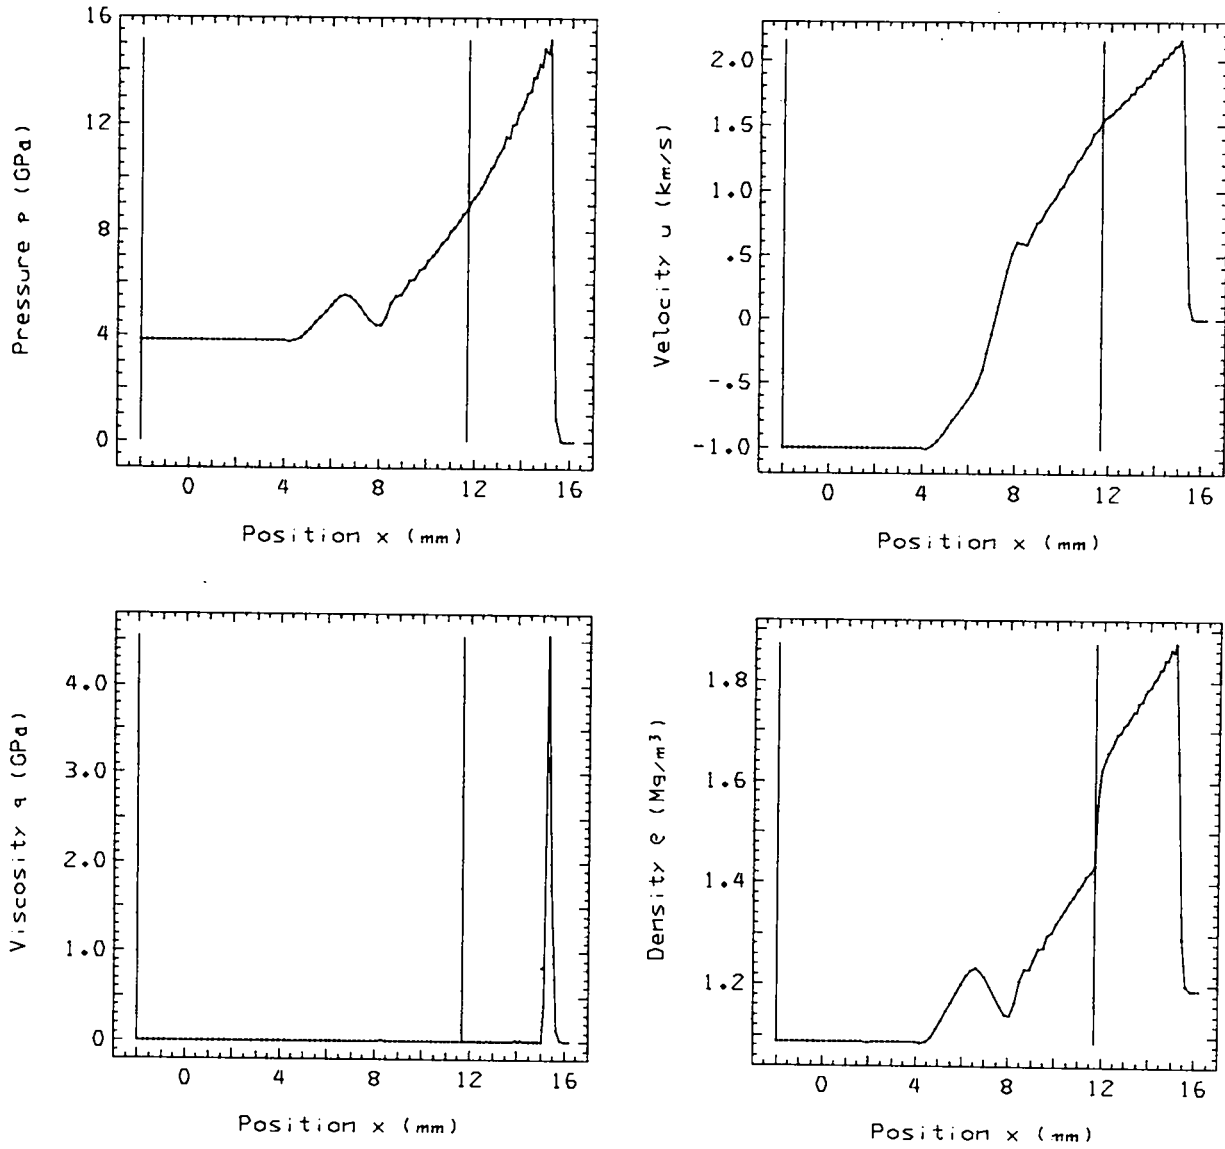 16
12
8
4
0
Pressure p (GPa)
0 4 8 12 16
Position x (mm)
2.0
1.5
1.0
.5
0
-.5
-1.0
Velocity u (km/s)
0 4 8 12 16
Position x (mm)
4.0
3.0
2.0
1.0
0
Viscosity q (GPa)
0 4 8 12 16
Position x (mm)
1.8
1.6
1.4
1.2
Density ρ (Mg/m³)
0 4 8 12 16
Position x (mm)